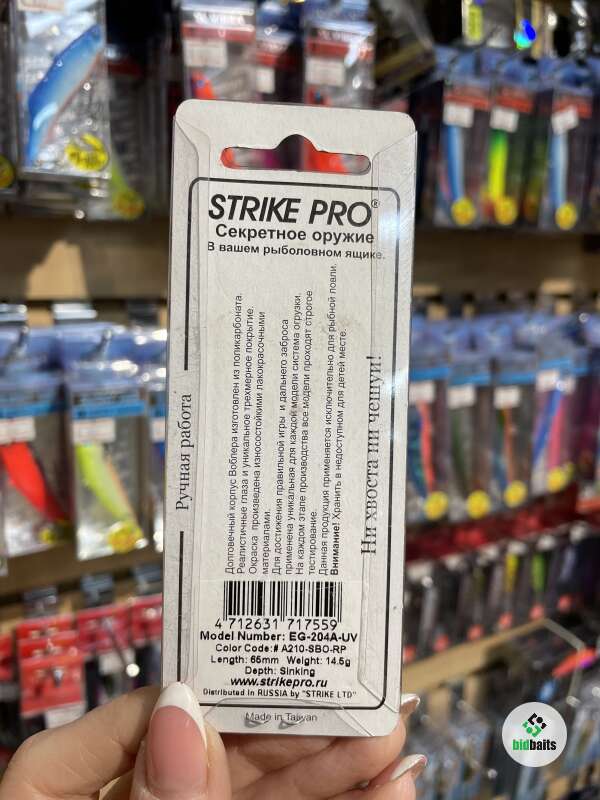 STRIKE PRO®
Секретное оружие
В вашем рыболовном ящике.
Ручная работа
Долговечный корпус Воблера изготовлен из поликарбоната.
Реалистичные глаза и уникальное трехмерное покрытие.
Окраска произведена износостойкими лакокрасочными
материалами.
Для достижения правильной игры и дальнего заброса
применена уникальная для каждой модели система огрузки.
На каждом этапе производства все модели проходят строгое
тестирование.
Данная продукция применяется исключительно для рыбной ловли.
Внимание! Хранить в недоступном для детей месте.
Ни хвоста ни чешуи!
4 712631 717559
Model Number: EG-204A-UV
Color Code:# A210-SBO-RP
Length: 65mm Weight: 14.5g
Depth: Sinking
www.strikepro.ru
Distributed in RUSSIA by "STRIKE LTD"
Made in Taiwan
bidbaits